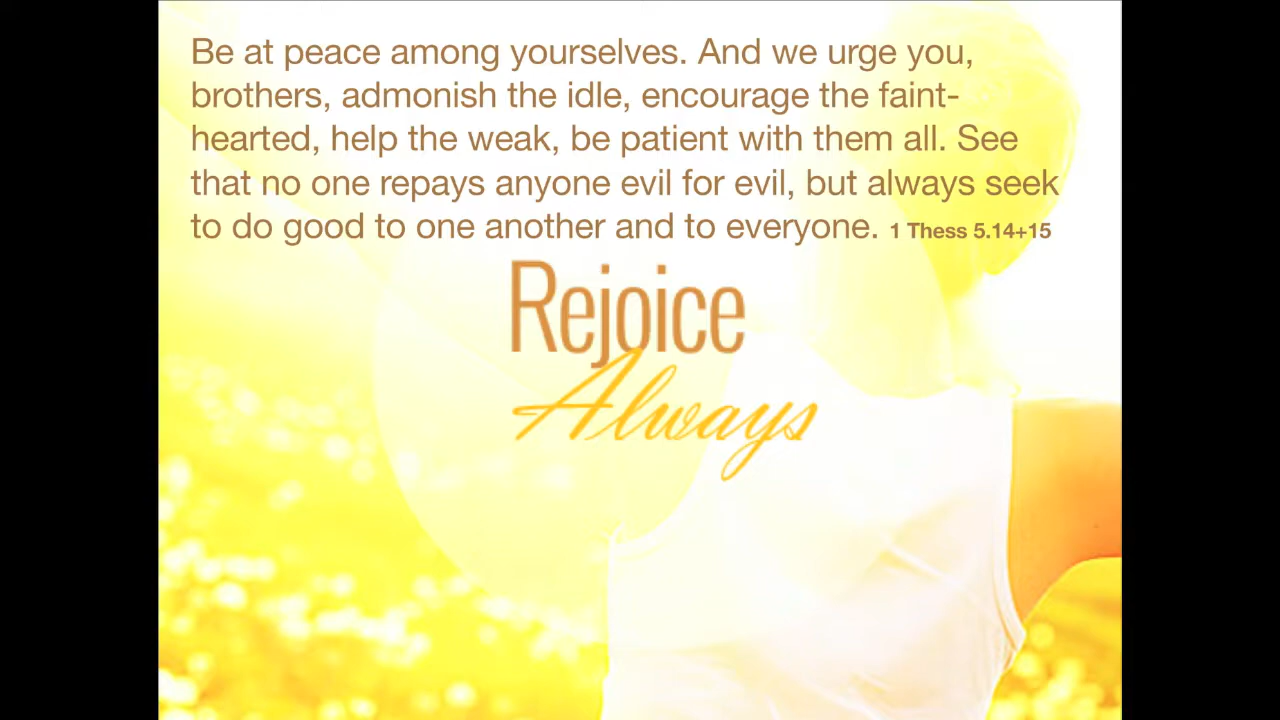 Be at peace among yourselves. And we urge you,
brothers, admonish the idle, encourage the faint-
hearted, help the weak, be patient with them all. See
that no one repays anyone evil for evil, but always seek
to do good to one another and to everyone. 1 Thess 5.14+15
Rejoice
Always